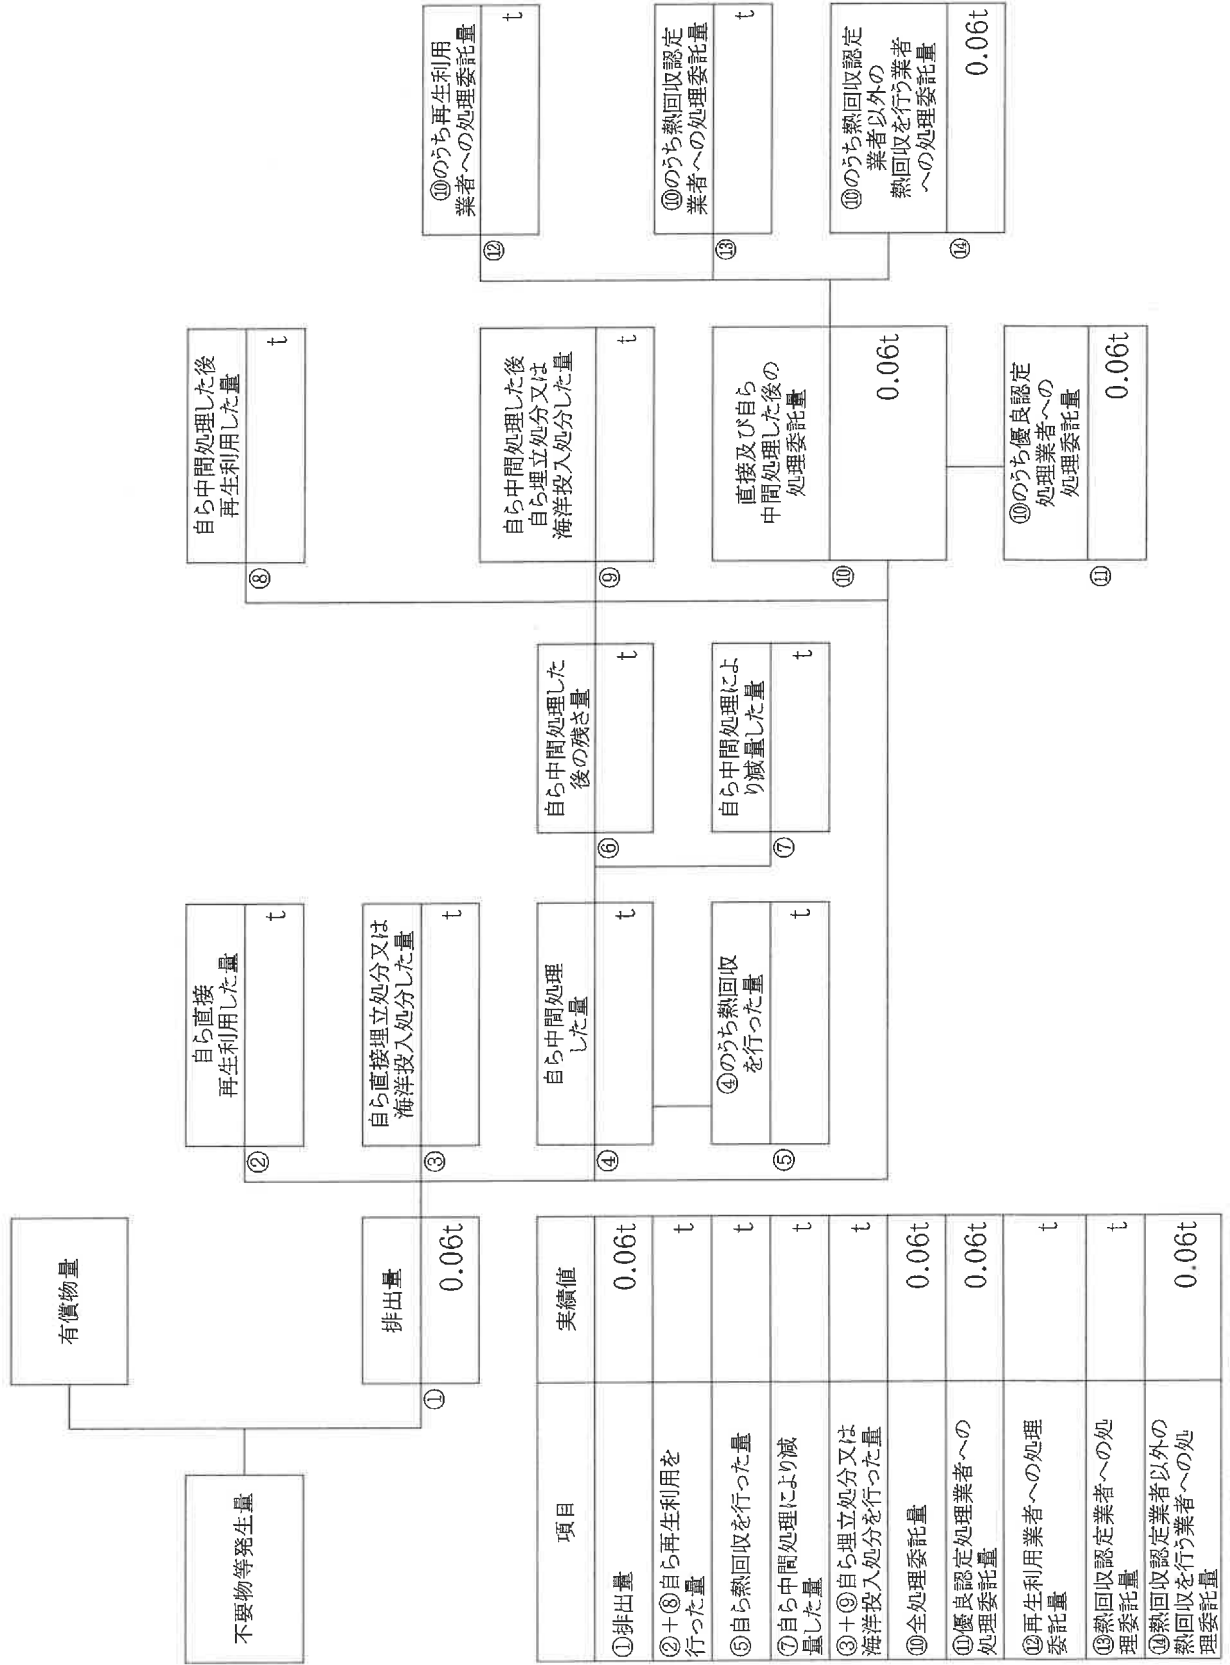 不要物等発生量
有償物量
①
排出量
0.06t
②
自ら直接
再生利用した量
t
③
自ら直接埋立処分又は
海洋投入処分した量
t
④
自ら中間処理
した量
t
⑤
④のうち熱回収
を行った量
t
⑥
自ら中間処理した
後の残さ量
t
⑦
自ら中間処理によ
り減量した量
t
⑧
自ら中間処理した後
再生利用した量
t
⑨
自ら中間処理した後
自ら埋立処分又は
海洋投入処分した量
t
⑩
直接及び自ら
中間処理した後の
処理委託量
0.06t
⑪
⑩のうち優良認定
処理業者への
処理委託量
0.06t
⑫
⑩のうち再生利用
業者への処理委託量
t
⑬
⑩のうち熱回収認定
業者への処理委託量
t
⑭
⑩のうち熱回収認定
業者以外の
熱回収を行う業者
への処理委託量
0.06t
項目 実績値
①排出量 0.06t
②+⑧自ら再生利用を
行った量 t
⑤自ら熱回収を行った量 t
⑦自ら中間処理により減
量した量 t
③+⑨自ら埋立処分又は
海洋投入処分を行った量 t
⑩全処理委託量 0.06t
⑪優良認定処理業者への
処理委託量 0.06t
⑫再生利用業者への処理
委託量 t
⑬熱回収認定業者への処
理委託量 t
⑭熱回収認定業者以外の
熱回収を行う業者への処
理委託量 0.06t